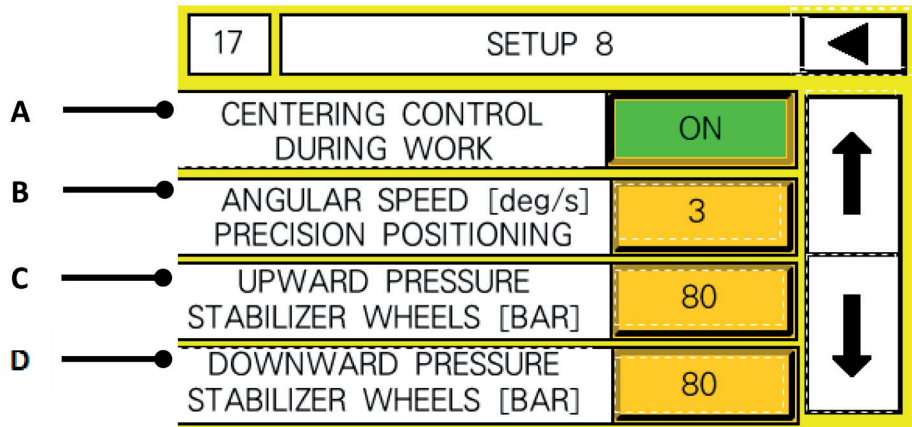 17
SETUP 8
A
CENTERING CONTROL
DURING WORK
ON
B
ANGULAR SPEED [deg/s]
PRECISION POSITIONING
3
C
UPWARD PRESSURE
STABILIZER WHEELS [BAR]
80
D
DOWNWARD PRESSURE
STABILIZER WHEELS [BAR]
80